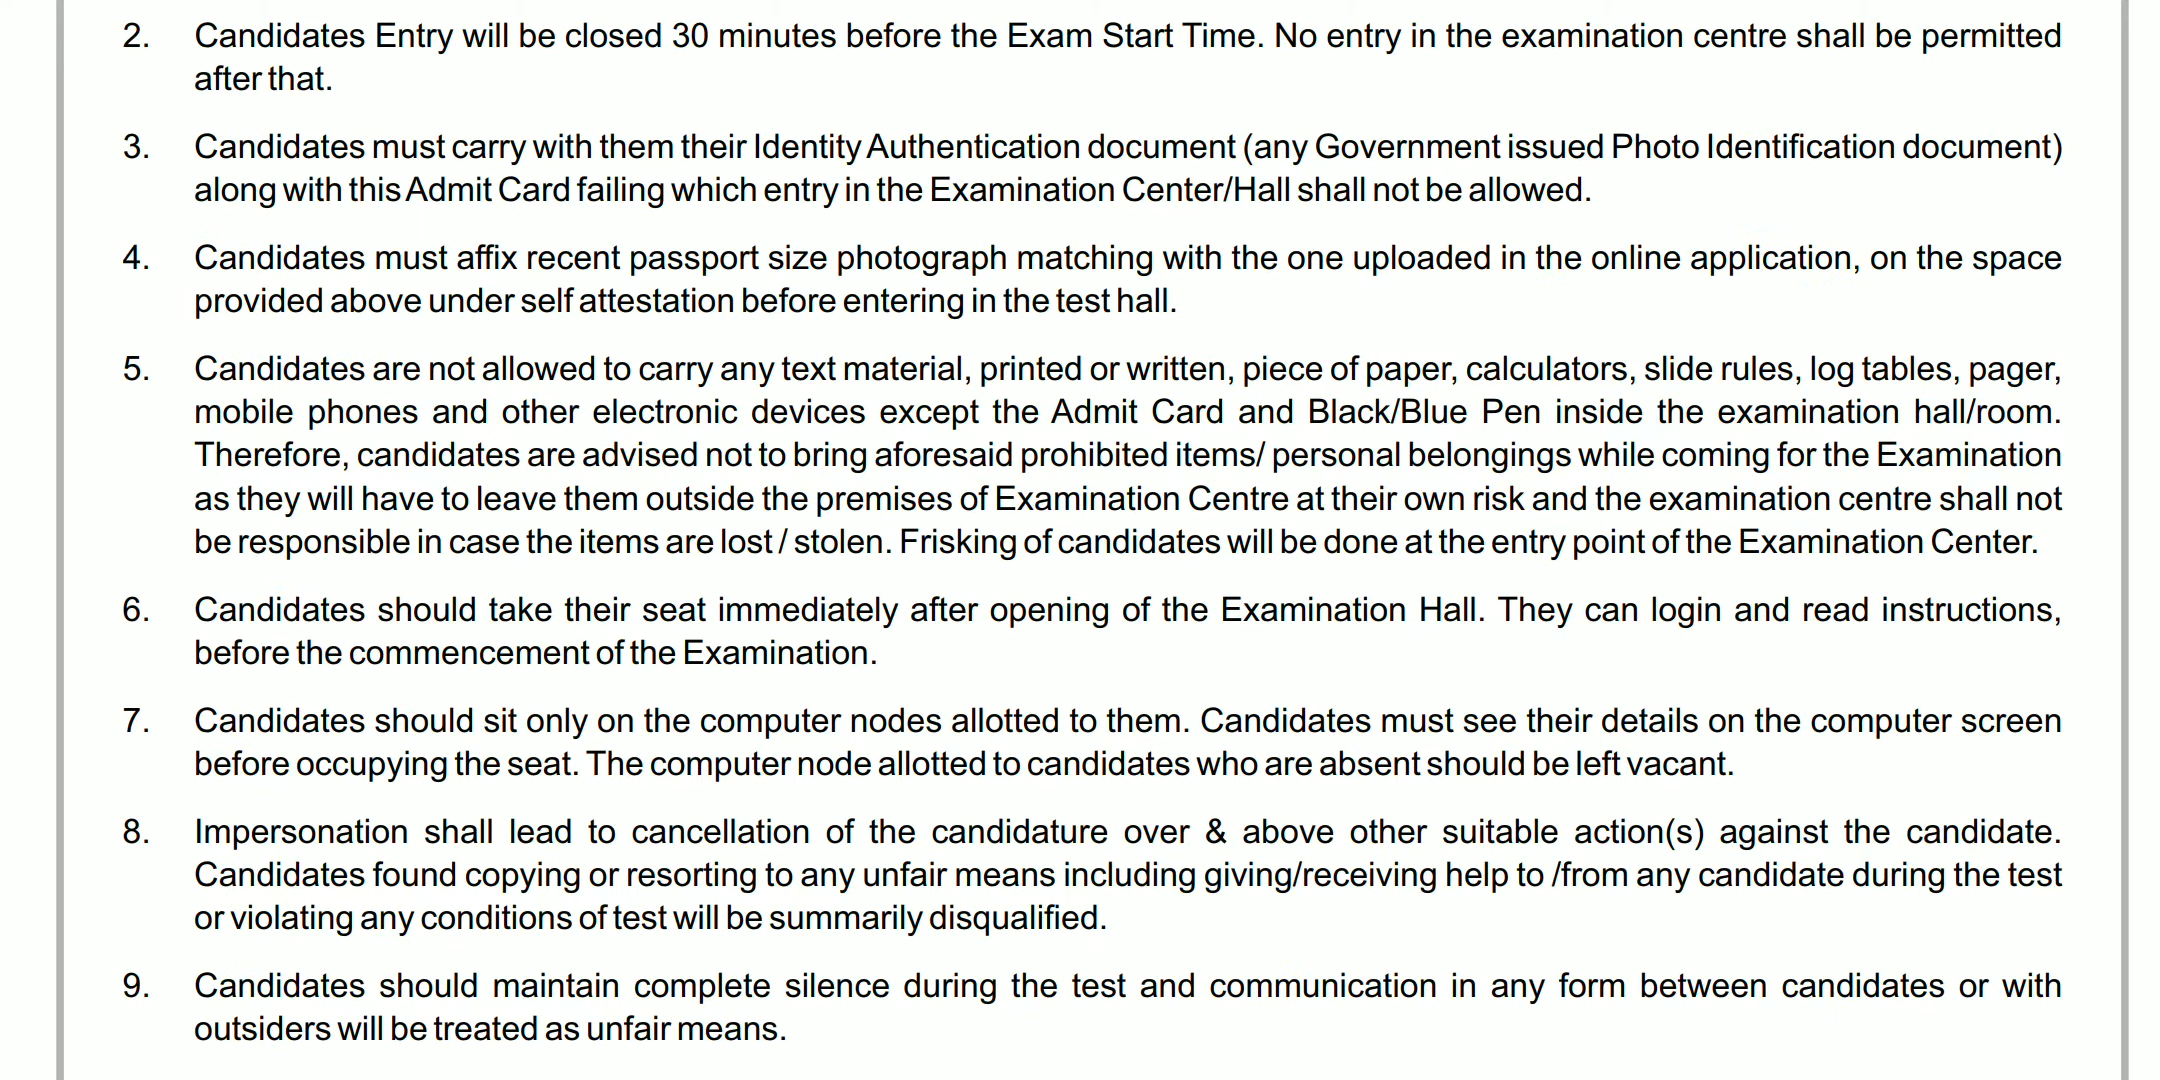 2. Candidates Entry will be closed 30 minutes before the Exam Start Time. No entry in the examination centre shall be permitted
after that.
3. Candidates must carry with them their Identity Authentication document (any Government issued Photo Identification document)
along with this Admit Card failing which entry in the Examination Center/Hall shall not be allowed.
4. Candidates must affix recent passport size photograph matching with the one uploaded in the online application, on the space
provided above under self attestation before entering in the test hall.
5. Candidates are not allowed to carry any text material, printed or written, piece of paper, calculators, slide rules, log tables, pager,
mobile phones and other electronic devices except the Admit Card and Black/Blue Pen inside the examination hall/room.
Therefore, candidates are advised not to bring aforesaid prohibited items/ personal belongings while coming for the Examination
as they will have to leave them outside the premises of Examination Centre at their own risk and the examination centre shall not
be responsible in case the items are lost / stolen. Frisking of candidates will be done at the entry point of the Examination Center.
6. Candidates should take their seat immediately after opening of the Examination Hall. They can login and read instructions,
before the commencement of the Examination.
7. Candidates should sit only on the computer nodes allotted to them. Candidates must see their details on the computer screen
before occupying the seat. The computer node allotted to candidates who are absent should be left vacant.
8. Impersonation shall lead to cancellation of the candidature over & above other suitable action(s) against the candidate.
Candidates found copying or resorting to any unfair means including giving/receiving help to /from any candidate during the test
or violating any conditions of test will be summarily disqualified.
9. Candidates should maintain complete silence during the test and communication in any form between candidates or with
outsiders will be treated as unfair means.